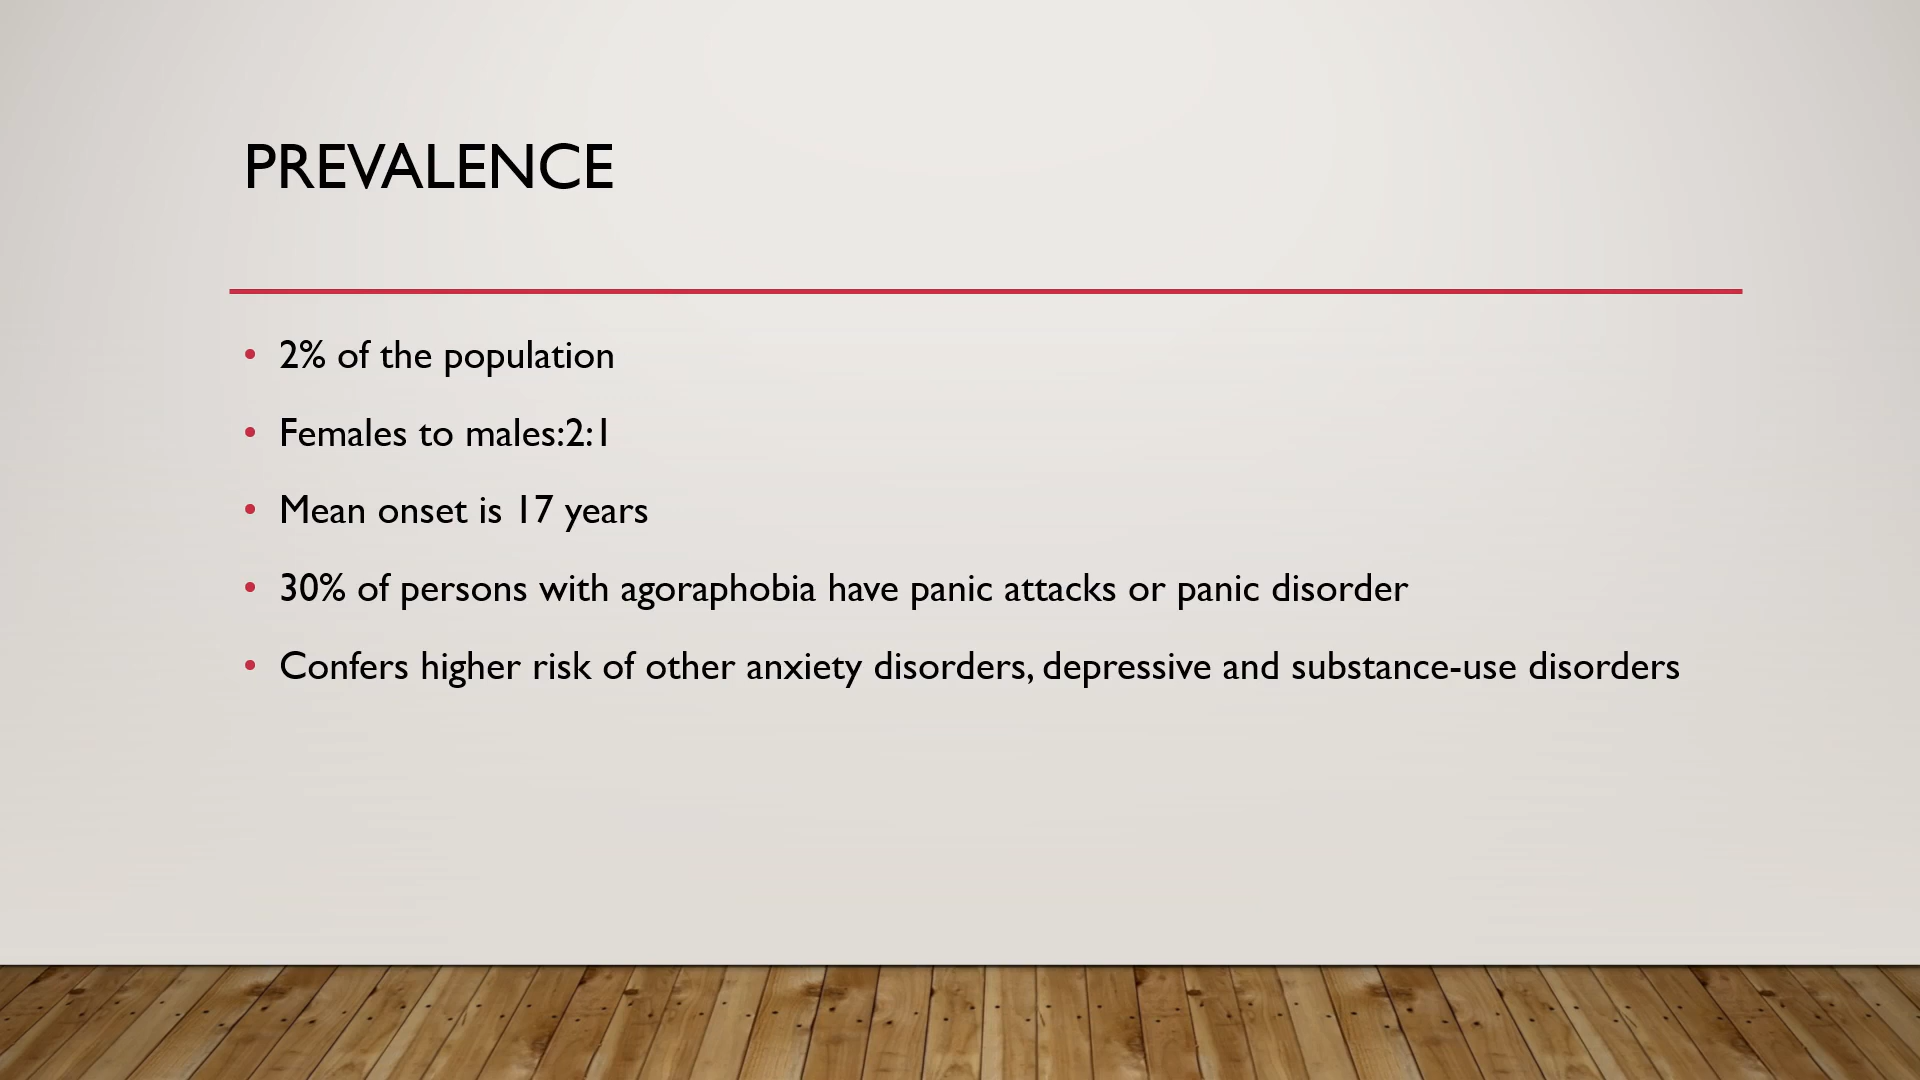 PREVALENCE
• 2% of the population
• Females to males:2:1
• Mean onset is 17 years
• 30% of persons with agoraphobia have panic attacks or panic disorder
• Confers higher risk of other anxiety disorders, depressive and substance-use disorders